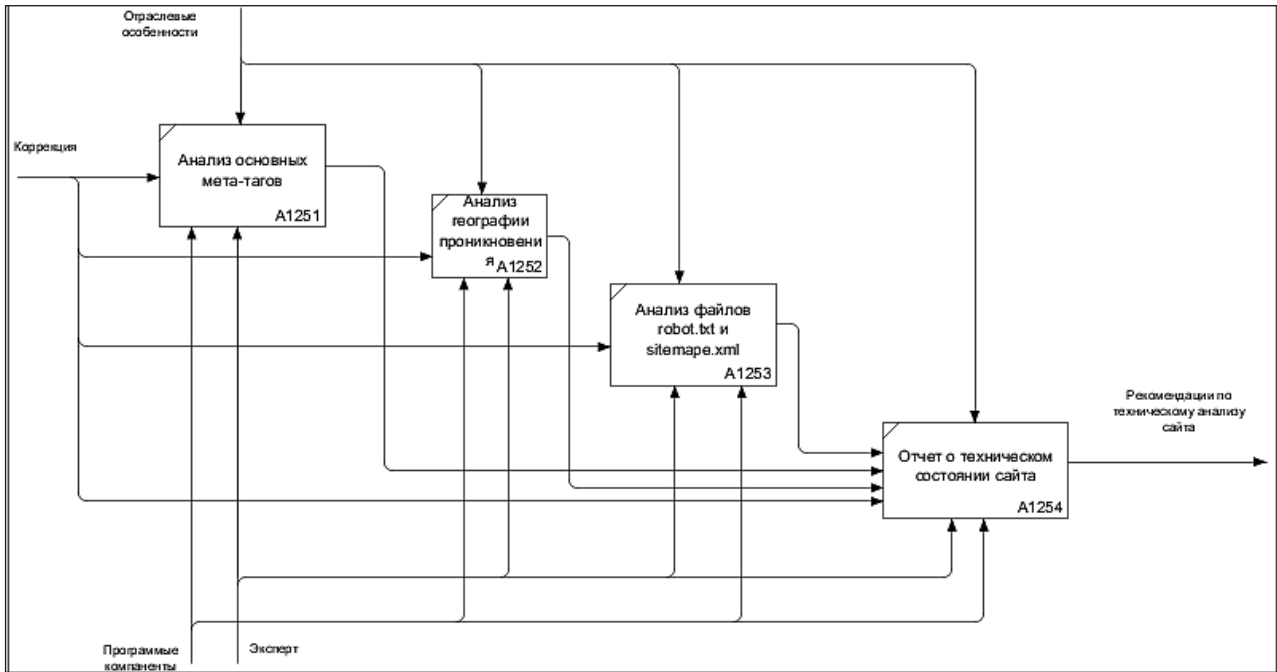 Отраслевые
особенности
Коррекция
Анализ основных
мета-тагов
A1251
Анализ
географии
проникновени
я
A1252
Анализ файлов
robot.txt и
sitemape.xml
A1253
Рекомендации по
техническому анализу
сайта
Отчет о техническом
состоянии сайта
A1254
Программые
компаненты
Эксперт